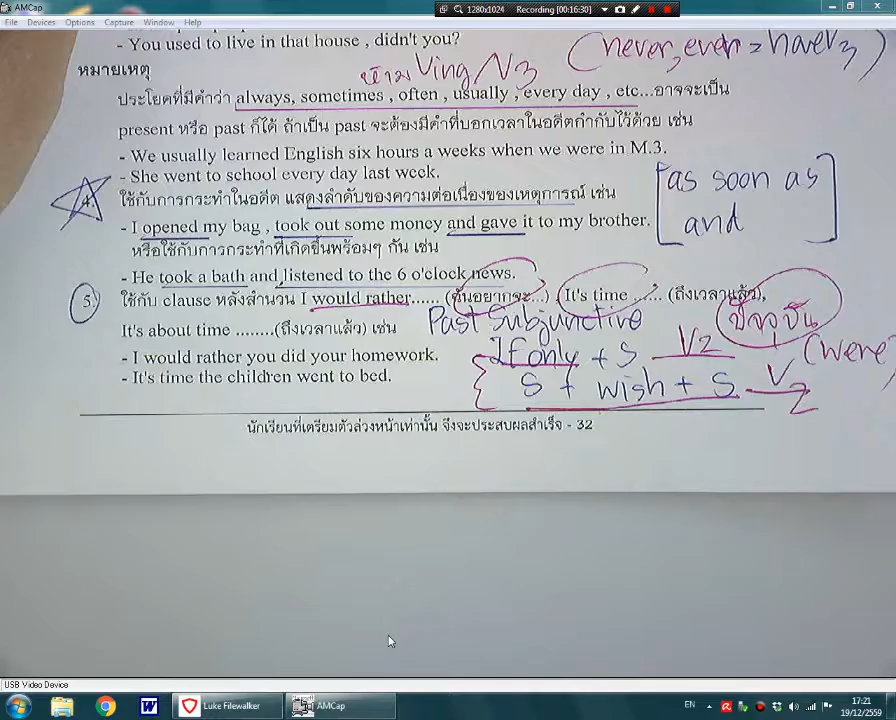 AMCap
1280x1024 Recording [00:16:30]
File Devices Options Capture Window Help
- You used to live in that house , didn't you?
(never, ever = have V3)
หมายเหตุ
ห้าม Ving/V3
ประโยคที่มีคำว่า always, sometimes , often , usually , every day , etc...อาจจะเป็น
present หรือ past ก็ได้ ถ้าเป็น past จะต้องมีคำที่บอกเวลาในอดีตกำกับไว้ด้วย เช่น
- We usually learned English six hours a weeks when we were in M.3.
- She went to school every day last week.
as soon as
and
4. ใช้กับการกระทำในอดีต แสดงลำดับของความต่อเนื่องของเหตุการณ์ เช่น
- I opened my bag , took out some money and gave it to my brother.
หรือใช้กับการกระทำที่เกิดขึ้นพร้อมๆ กัน เช่น
- He took a bath and listened to the 6 o'clock news.
5. ใช้กับ clause หลังสำนวน I would rather...... (ฉันอยากจะ...) ,It's time ...... (ถึงเวลาแล้ว),
Past Subjunctive ปัจจุบัน
It's about time ........(ถึงเวลาแล้ว) เช่น
If only + S V2 (were)
- I would rather you did your homework.
S + wish + S V2
- It's time the children went to bed.
นักเรียนที่เตรียมตัวล่วงหน้าเท่านั้น จึงจะประสบผลสำเร็จ - 32
USB Video Device
Luke Filewalker AMCap EN 17:21
19/12/2559